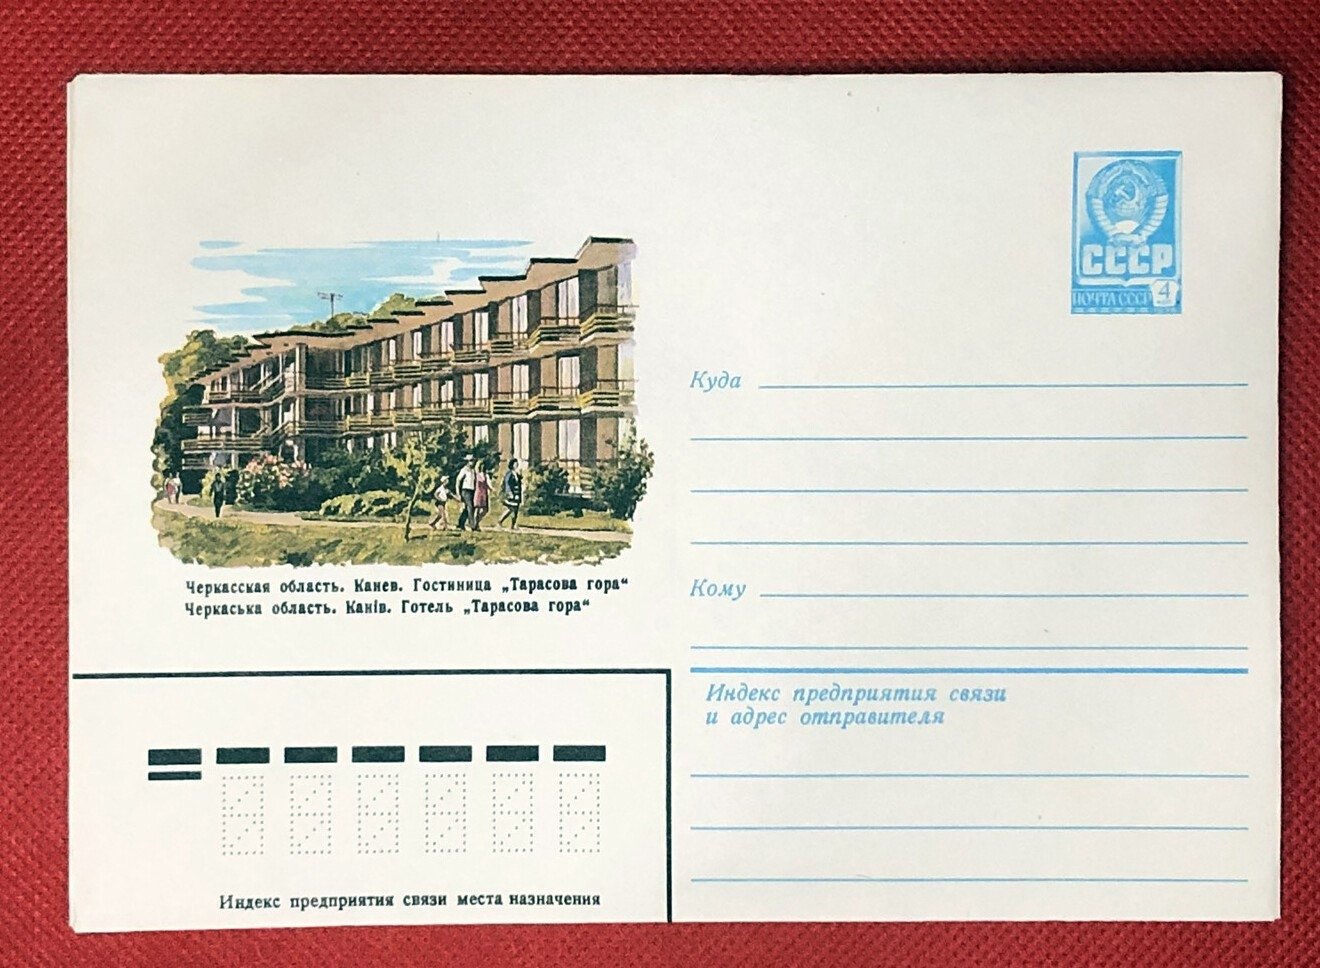 СССР
ПОЧТА СССР 4
Куда
Черкасская область. Канев. Гостиница „Тарасова гора“
Черкаська область. Канів. Готель „Тарасова гора“
Кому
Индекс предприятия связи
и адрес отправителя
Индекс предприятия связи места назначения